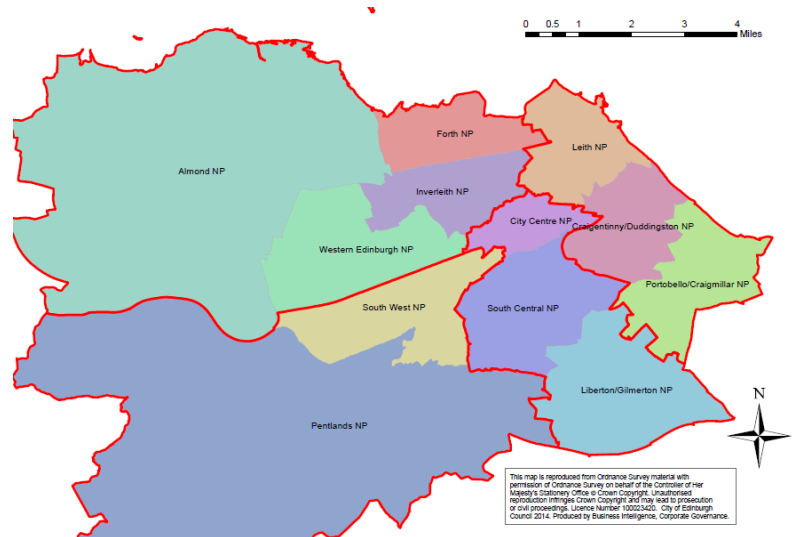 0 0.5 1 2 3 4
Miles
Forth NP
Leith NP
Almond NP
Inverleith NP
City Centre NP
Craigentinny/Duddingston NP
Western Edinburgh NP
Portobello/Craigmillar NP
South West NP
South Central NP
Liberton/Gilmerton NP
N
Pentlands NP
This map is reproduced from Ordnance Survey material with
permission of Ordnance Survey on behalf of the Controller of Her
Majesty's Stationery Office © Crown Copyright. Unauthorised
reproduction infringes Crown Copyright and may lead to prosecution
or civil proceedings. Licence Number 100023420. City of Edinburgh
Council 2014. Produced by Business Intelligence, Corporate Governance.